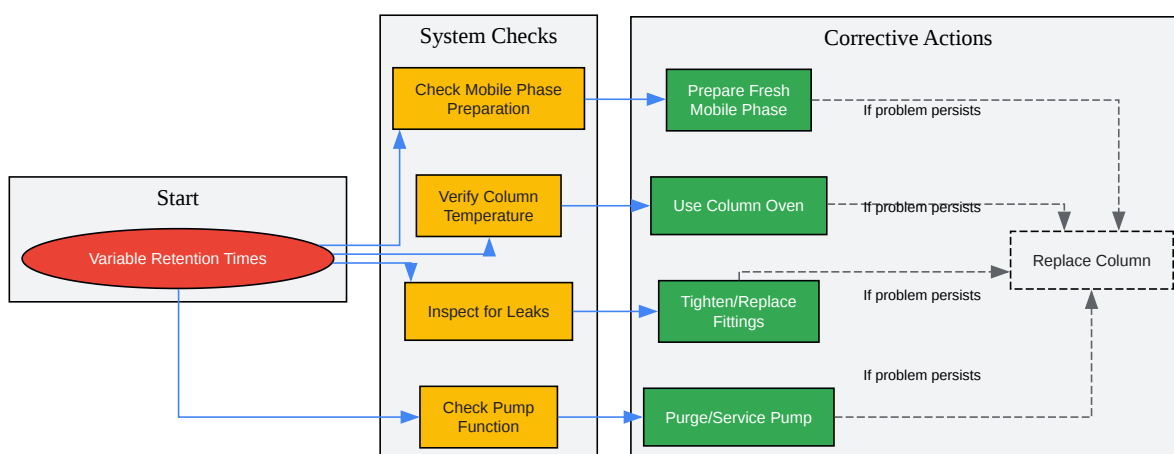 System Checks
Corrective Actions
Check Mobile Phase
Preparation
Prepare Fresh
Mobile Phase
If problem persists
Start
Verify Column
Temperature
Use Column Oven
If problem persists
Variable Retention Times
Replace Column
Inspect for Leaks
Tighten/Replace
Fittings
If problem persists
If problem persists
Check Pump
Function
Purge/Service Pump